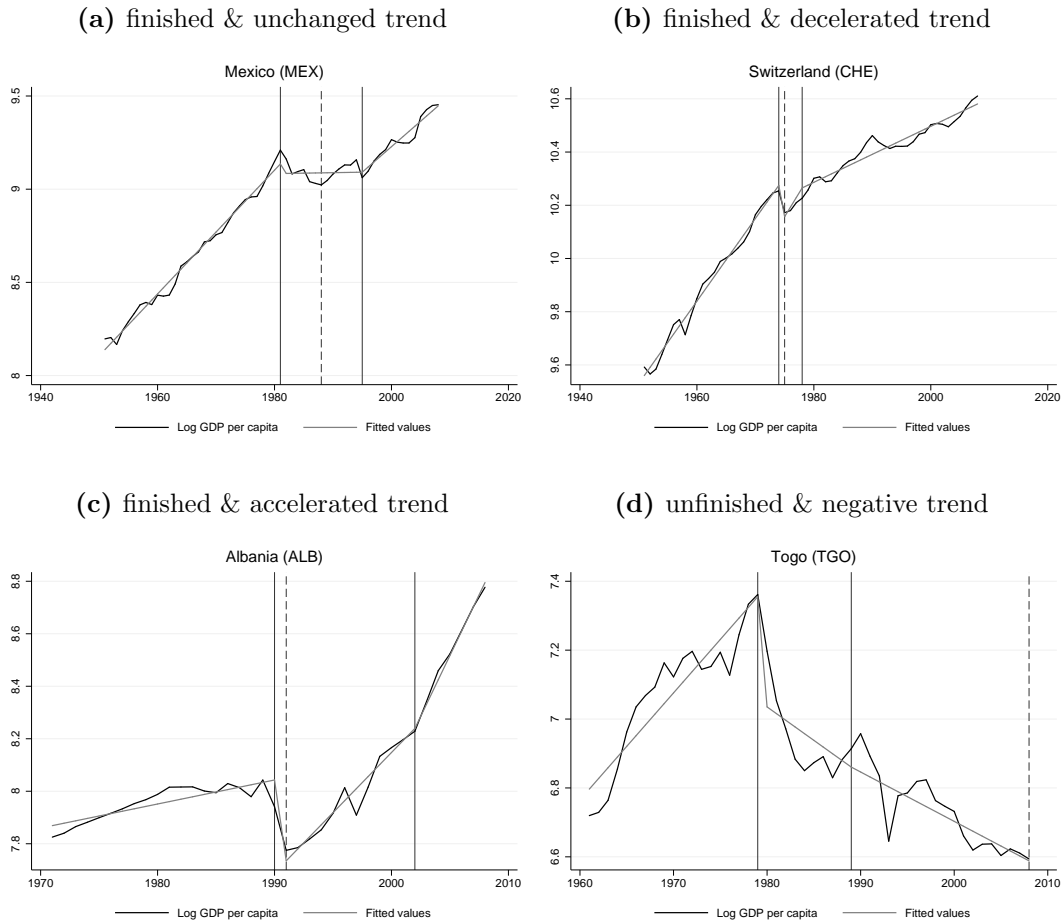 (a) finished & unchanged trend
Mexico (MEX)
9.5
9
8.5
8
1940 1960 1980 2000 2020
Log GDP per capita Fitted values
(b) finished & decelerated trend
Switzerland (CHE)
10.6
10.4
10.2
10
9.8
9.6
1940 1960 1980 2000 2020
Log GDP per capita Fitted values
(c) finished & accelerated trend
Albania (ALB)
8.8
8.6
8.4
8.2
8
7.8
1970 1980 1990 2000 2010
Log GDP per capita Fitted values
(d) unfinished & negative trend
Togo (TGO)
7.4
7.2
7
6.8
6.6
1960 1970 1980 1990 2000 2010
Log GDP per capita Fitted values